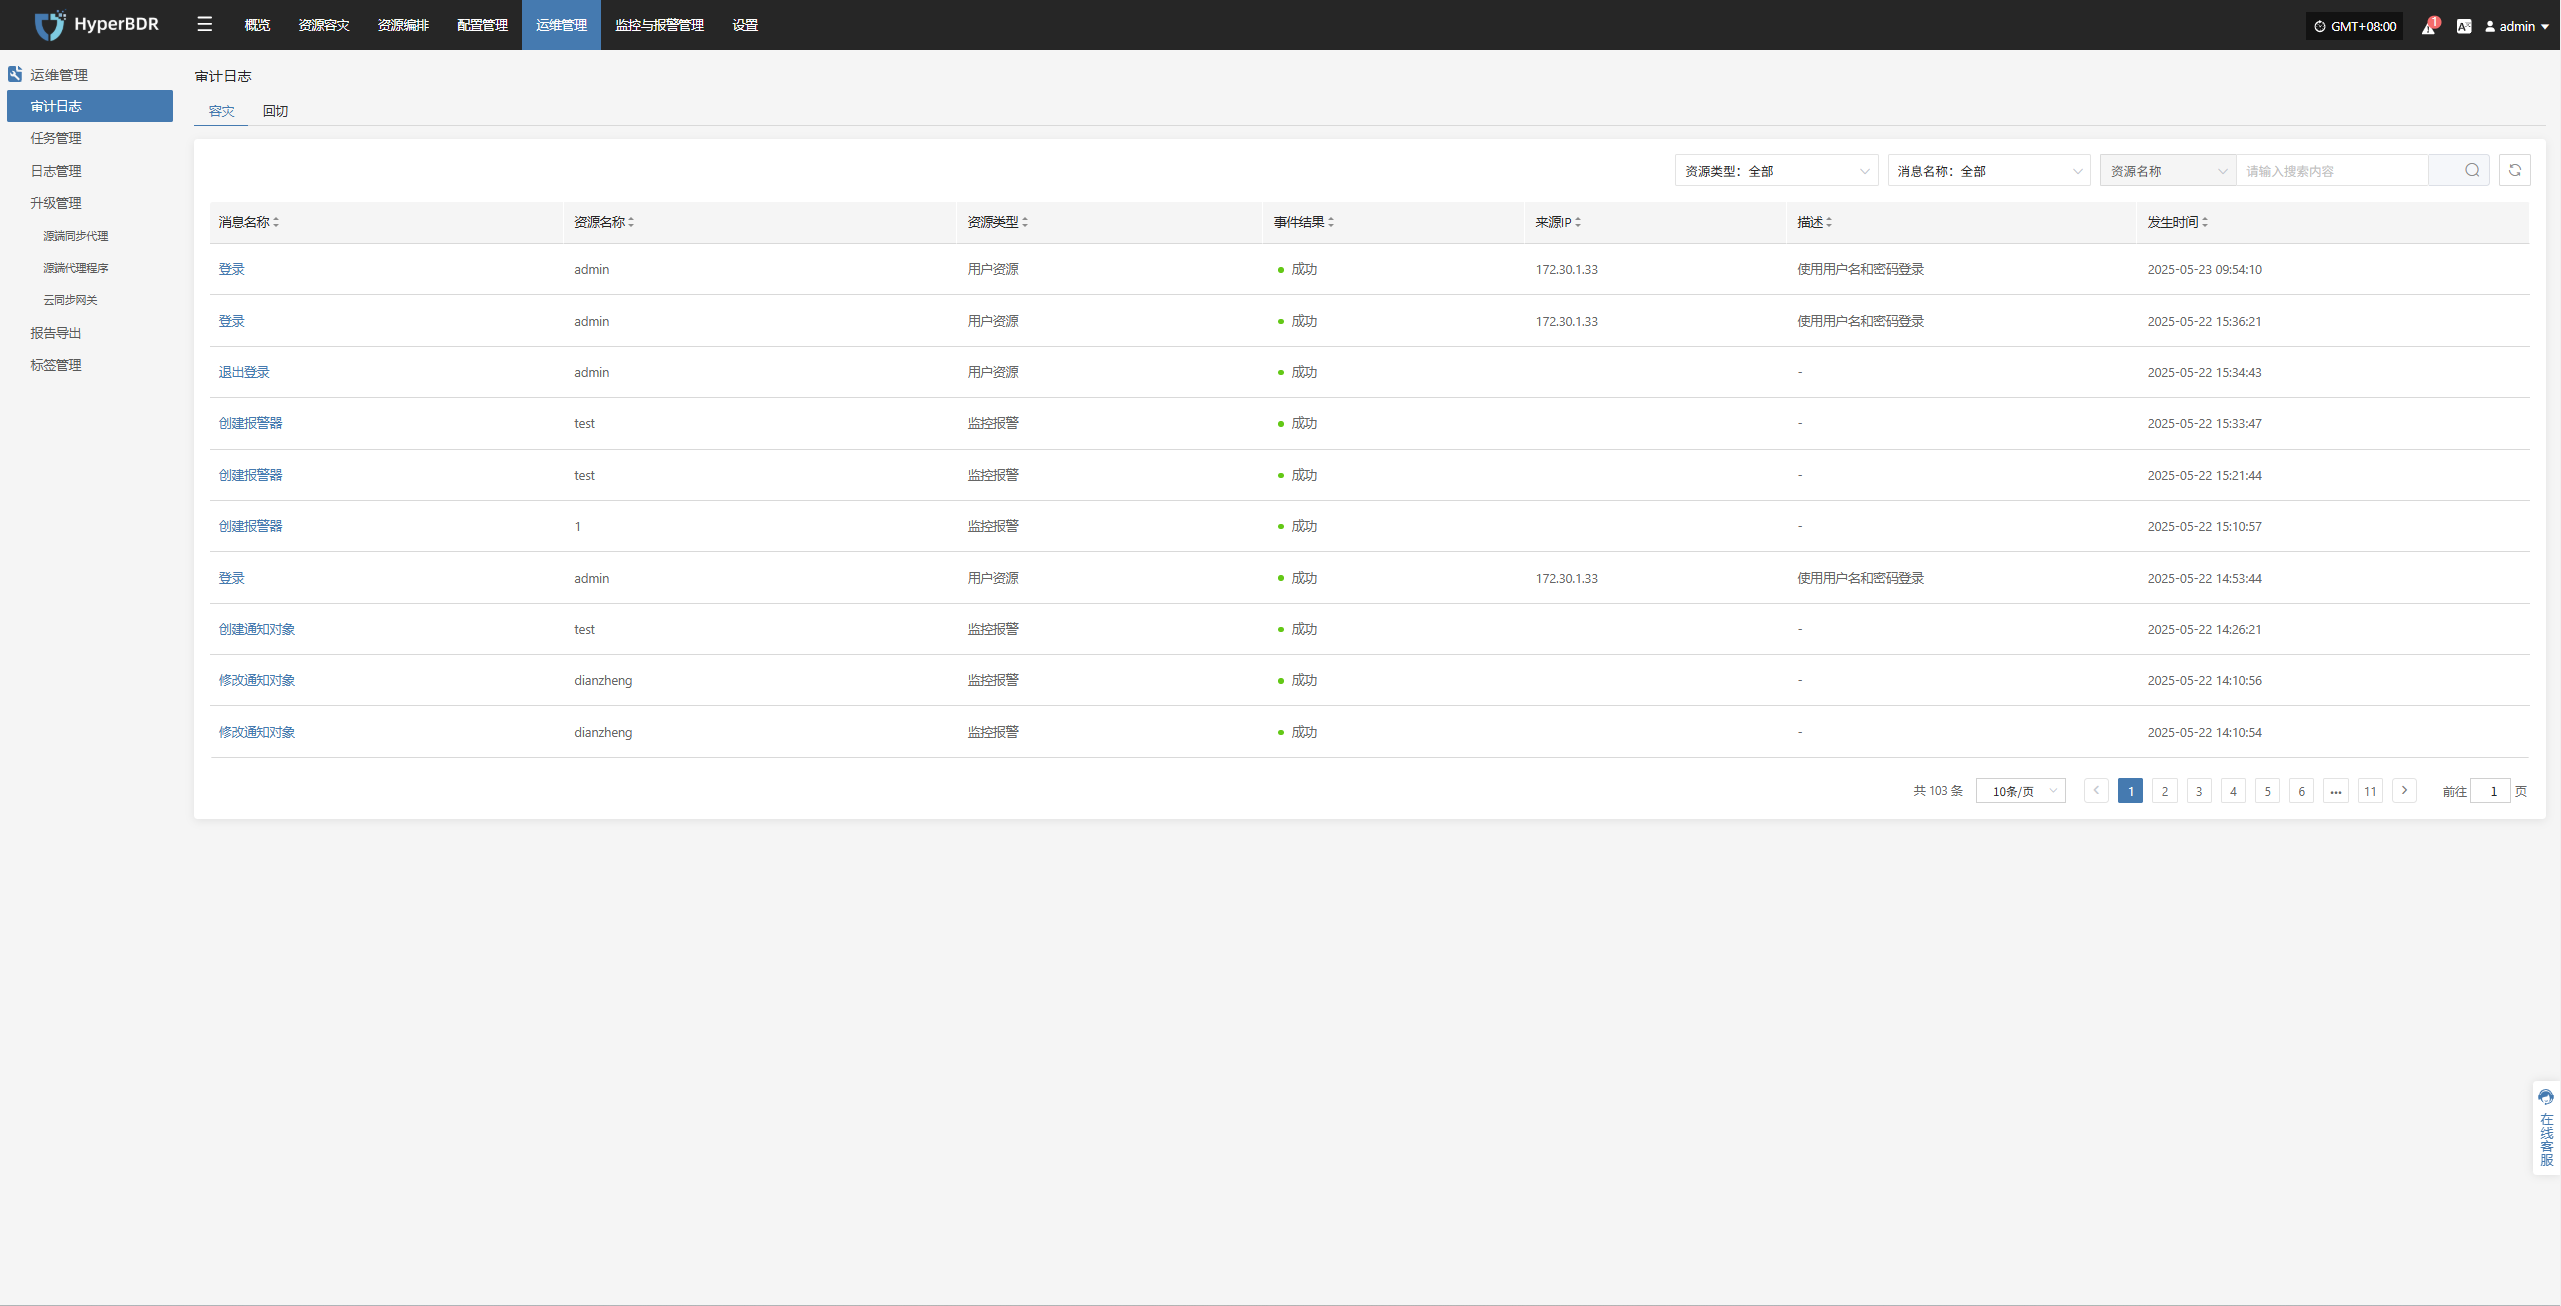 HyperBDR 概览 资源容灾 资源编排 配置管理 运维管理 监控与报警管理 设置 GMT+08:00 1 admin
运维管理
审计日志
任务管理
日志管理
升级管理
源端同步代理
源端代理程序
云同步网关
报告导出
标签管理
审计日志
容灾 回切
资源类型: 全部 消息名称: 全部 资源名称 请输入搜索内容
消息名称 资源名称 资源类型 事件结果 来源IP 描述 发生时间
登录 admin 用户资源 成功 172.30.1.33 使用用户名和密码登录 2025-05-23 09:54:10
登录 admin 用户资源 成功 172.30.1.33 使用用户名和密码登录 2025-05-22 15:36:21
退出登录 admin 用户资源 成功 - 2025-05-22 15:34:43
创建报警器 test 监控报警 成功 - 2025-05-22 15:33:47
创建报警器 test 监控报警 成功 - 2025-05-22 15:21:44
创建报警器 1 监控报警 成功 - 2025-05-22 15:10:57
登录 admin 用户资源 成功 172.30.1.33 使用用户名和密码登录 2025-05-22 14:53:44
创建通知对象 test 监控报警 成功 - 2025-05-22 14:26:21
修改通知对象 dianzheng 监控报警 成功 - 2025-05-22 14:10:56
修改通知对象 dianzheng 监控报警 成功 - 2025-05-22 14:10:54
共 103 条 10条/页 1 2 3 4 5 6 ••• 11 前往 1 页
在线客服